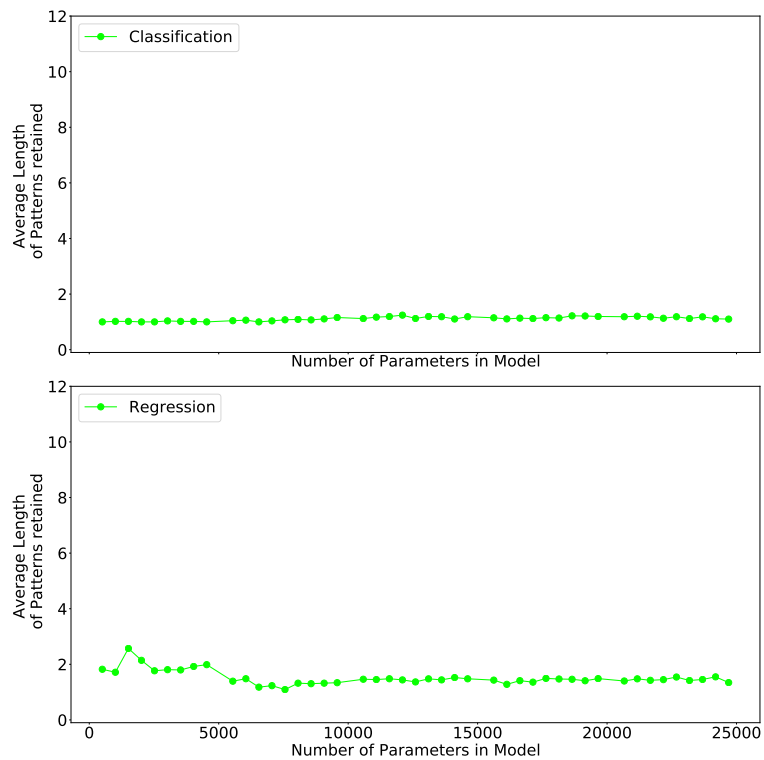 12
Classification
10
8
6
4
2
0
Average Length
of Patterns retained
Number of Parameters in Model
12
Regression
10
8
6
4
2
0
Average Length
of Patterns retained
0 5000 10000 15000 20000 25000
Number of Parameters in Model